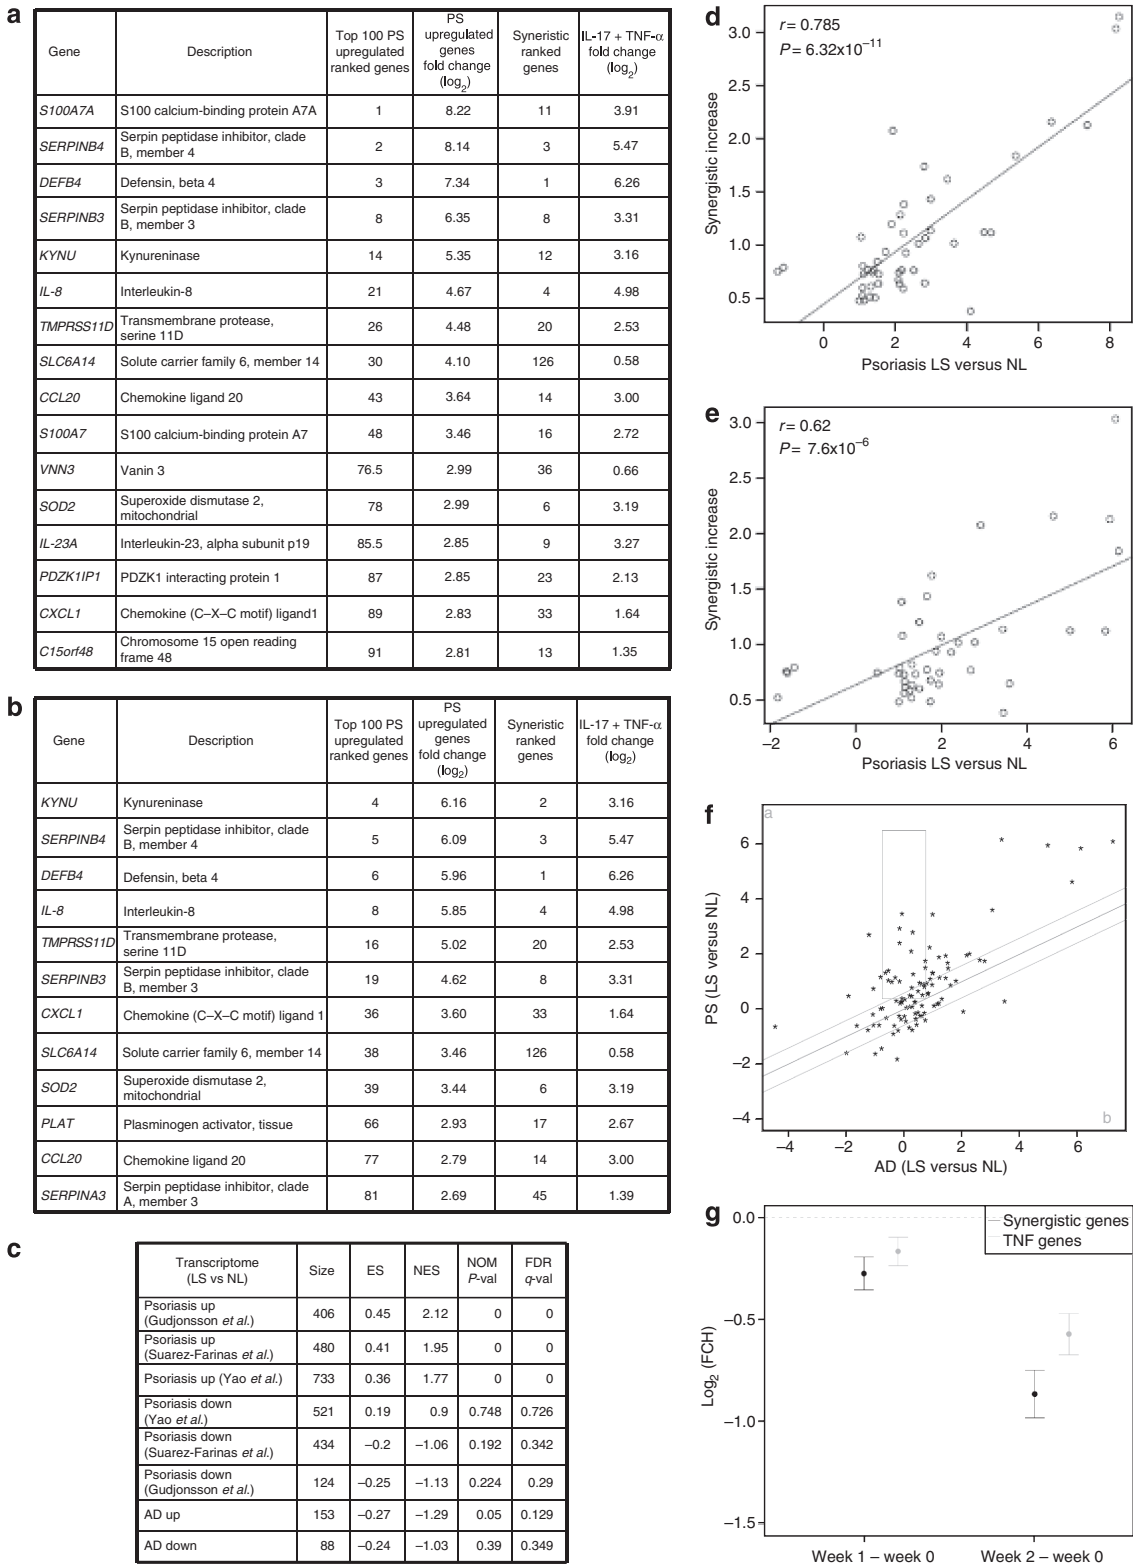 a
Gene | Description | Top 100 PS upregulated ranked genes | PS upregulated genes fold change (log2) | Syneristic ranked genes | IL-17 + TNF-α fold change (log2)
S100A7A | S100 calcium-binding protein A7A | 1 | 8.22 | 11 | 3.91
SERPINB4 | Serpin peptidase inhibitor, clade B, member 4 | 2 | 8.14 | 3 | 5.47
DEFB4 | Defensin, beta 4 | 3 | 7.34 | 1 | 6.26
SERPINB3 | Serpin peptidase inhibitor, clade B, member 3 | 8 | 6.35 | 8 | 3.31
KYNU | Kynureninase | 14 | 5.35 | 12 | 3.16
IL-8 | Interleukin-8 | 21 | 4.67 | 4 | 4.98
TMPRSS11D | Transmembrane protease, serine 11D | 26 | 4.48 | 20 | 2.53
SLC6A14 | Solute carrier family 6, member 14 | 30 | 4.10 | 126 | 0.58
CCL20 | Chemokine ligand 20 | 43 | 3.64 | 14 | 3.00
S100A7 | S100 calcium-binding protein A7 | 48 | 3.46 | 16 | 2.72
VNN3 | Vanin 3 | 76.5 | 2.99 | 36 | 0.66
SOD2 | Superoxide dismutase 2, mitochondrial | 78 | 2.99 | 6 | 3.19
IL-23A | Interleukin-23, alpha subunit p19 | 85.5 | 2.85 | 9 | 3.27
PDZK1IP1 | PDZK1 interacting protein 1 | 87 | 2.85 | 23 | 2.13
CXCL1 | Chemokine (C–X–C motif) ligand1 | 89 | 2.83 | 33 | 1.64
C15orf48 | Chromosome 15 open reading frame 48 | 91 | 2.81 | 13 | 1.35
b
Gene | Description | Top 100 PS upregulated ranked genes | PS upregulated genes fold change (log2) | Syneristic ranked genes | IL-17 + TNF-α fold change (log2)
KYNU | Kynureninase | 4 | 6.16 | 2 | 3.16
SERPINB4 | Serpin peptidase inhibitor, clade B, member 4 | 5 | 6.09 | 3 | 5.47
DEFB4 | Defensin, beta 4 | 6 | 5.96 | 1 | 6.26
IL-8 | Interleukin-8 | 8 | 5.85 | 4 | 4.98
TMPRSS11D | Transmembrane protease, serine 11D | 16 | 5.02 | 20 | 2.53
SERPINB3 | Serpin peptidase inhibitor, clade B, member 3 | 19 | 4.62 | 8 | 3.31
CXCL1 | Chemokine (C–X–C motif) ligand 1 | 36 | 3.60 | 33 | 1.64
SLC6A14 | Solute carrier family 6, member 14 | 38 | 3.46 | 126 | 0.58
SOD2 | Superoxide dismutase 2, mitochondrial | 39 | 3.44 | 6 | 3.19
PLAT | Plasminogen activator, tissue | 66 | 2.93 | 17 | 2.67
CCL20 | Chemokine ligand 20 | 77 | 2.79 | 14 | 3.00
SERPINA3 | Serpin peptidase inhibitor, clade A, member 3 | 81 | 2.69 | 45 | 1.39
c
Transcriptome (LS vs NL) | Size | ES | NES | NOM P-val | FDR q-val
Psoriasis up (Gudjonsson et al.) | 406 | 0.45 | 2.12 | 0 | 0
Psoriasis up (Suarez-Farinas et al.) | 480 | 0.41 | 1.95 | 0 | 0
Psoriasis up (Yao et al.) | 733 | 0.36 | 1.77 | 0 | 0
Psoriasis down (Yao et al.) | 521 | 0.19 | 0.9 | 0.748 | 0.726
Psoriasis down (Suarez-Farinas et al.) | 434 | –0.2 | –1.06 | 0.192 | 0.342
Psoriasis down (Gudjonsson et al.) | 124 | –0.25 | –1.13 | 0.224 | 0.29
AD up | 153 | –0.27 | –1.29 | 0.05 | 0.129
AD down | 88 | –0.24 | –1.03 | 0.39 | 0.349
d
r = 0.785
P = 6.32x10–11
Synergistic increase
3.0
2.5
2.0
1.5
1.0
0.5
0 2 4 6 8
Psoriasis LS versus NL
e
r = 0.62
P = 7.6x10–6
Synergistic increase
3.0
2.5
2.0
1.5
1.0
0.5
–2 0 2 4 6
Psoriasis LS versus NL
f
a
PS (LS versus NL)
6
4
2
0
–2
–4
b
–4 –2 0 2 4 6
AD (LS versus NL)
g
Synergistic genes
TNF genes
Log2 (FCH)
0.0
–0.5
–1.0
–1.5
Week 1 – week 0 Week 2 – week 0